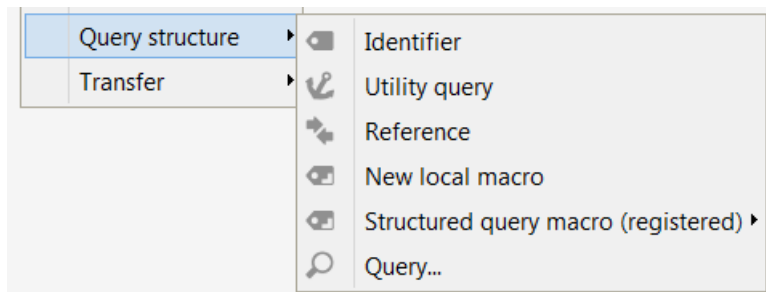 Query structure
Transfer
Identifier
Utility query
Reference
New local macro
Structured query macro (registered)
Query...